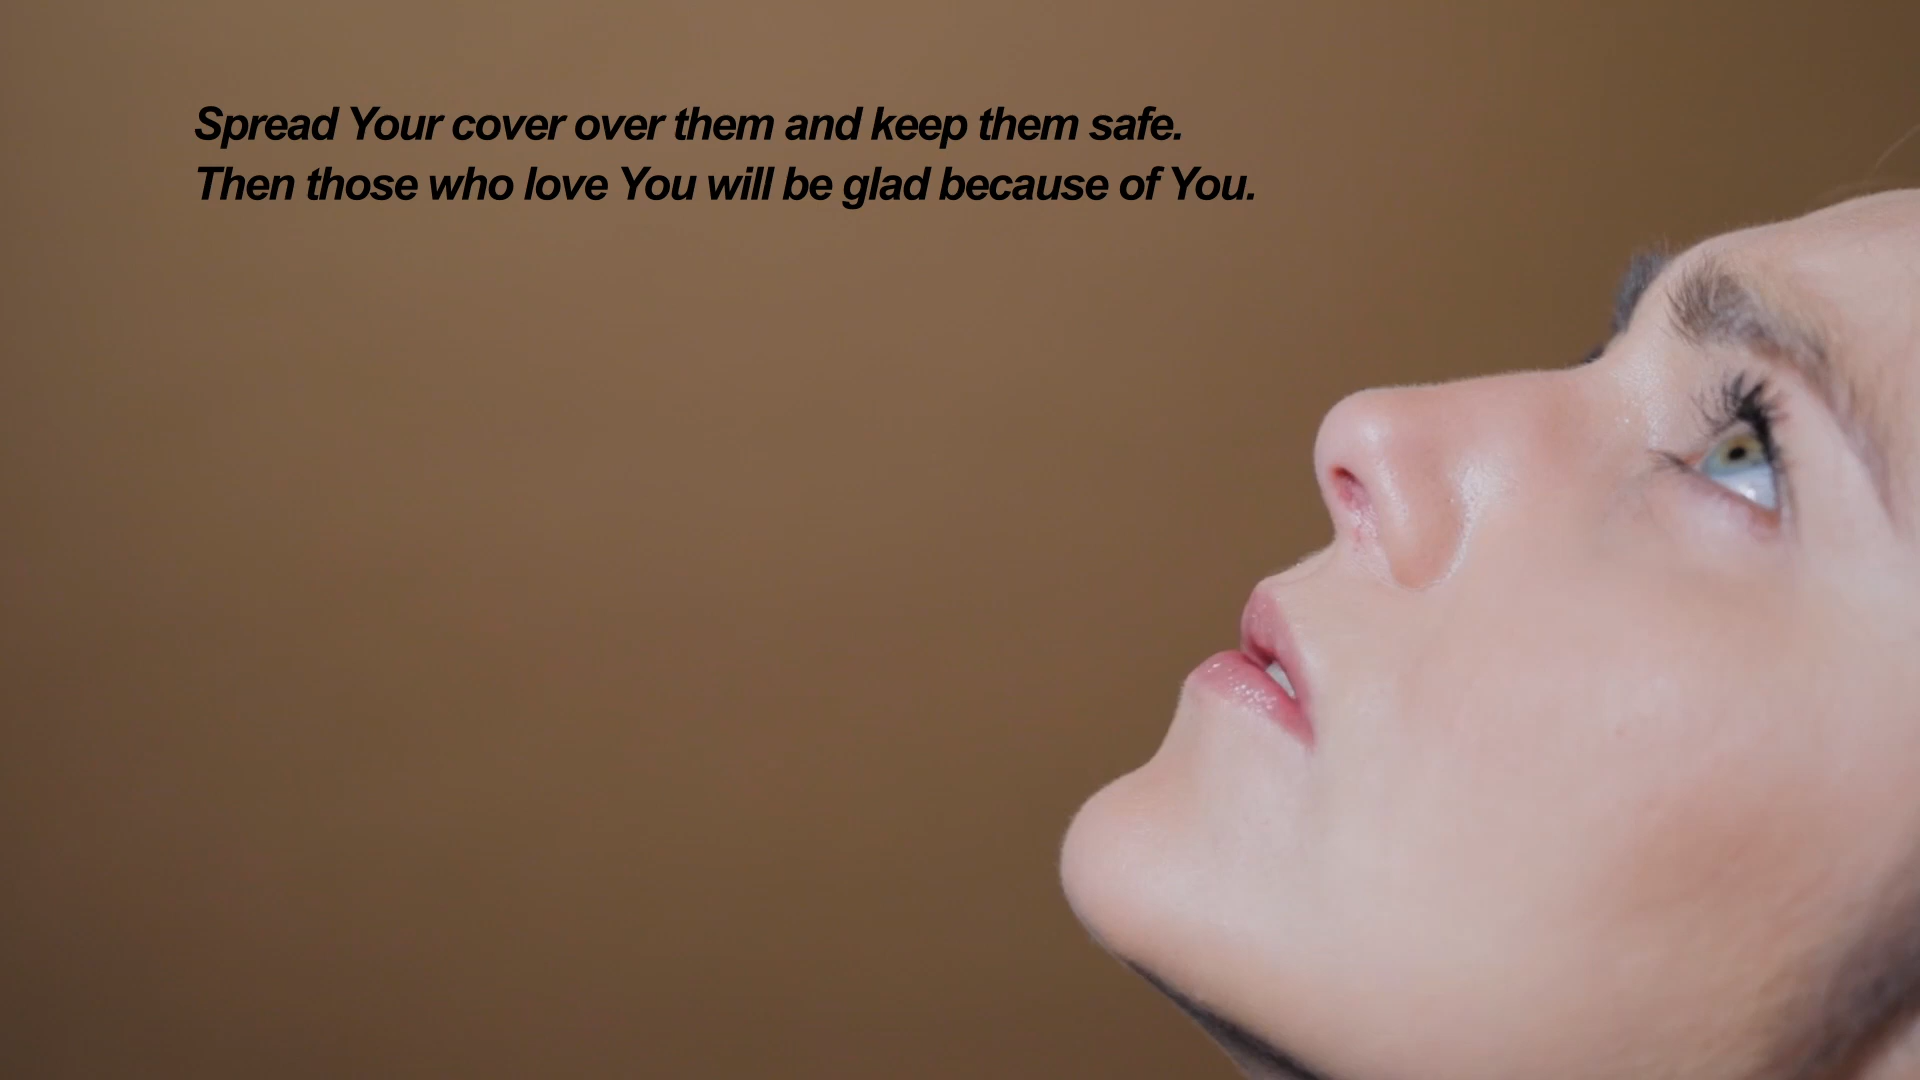 Spread Your cover over them and keep them safe.
Then those who love You will be glad because of You.